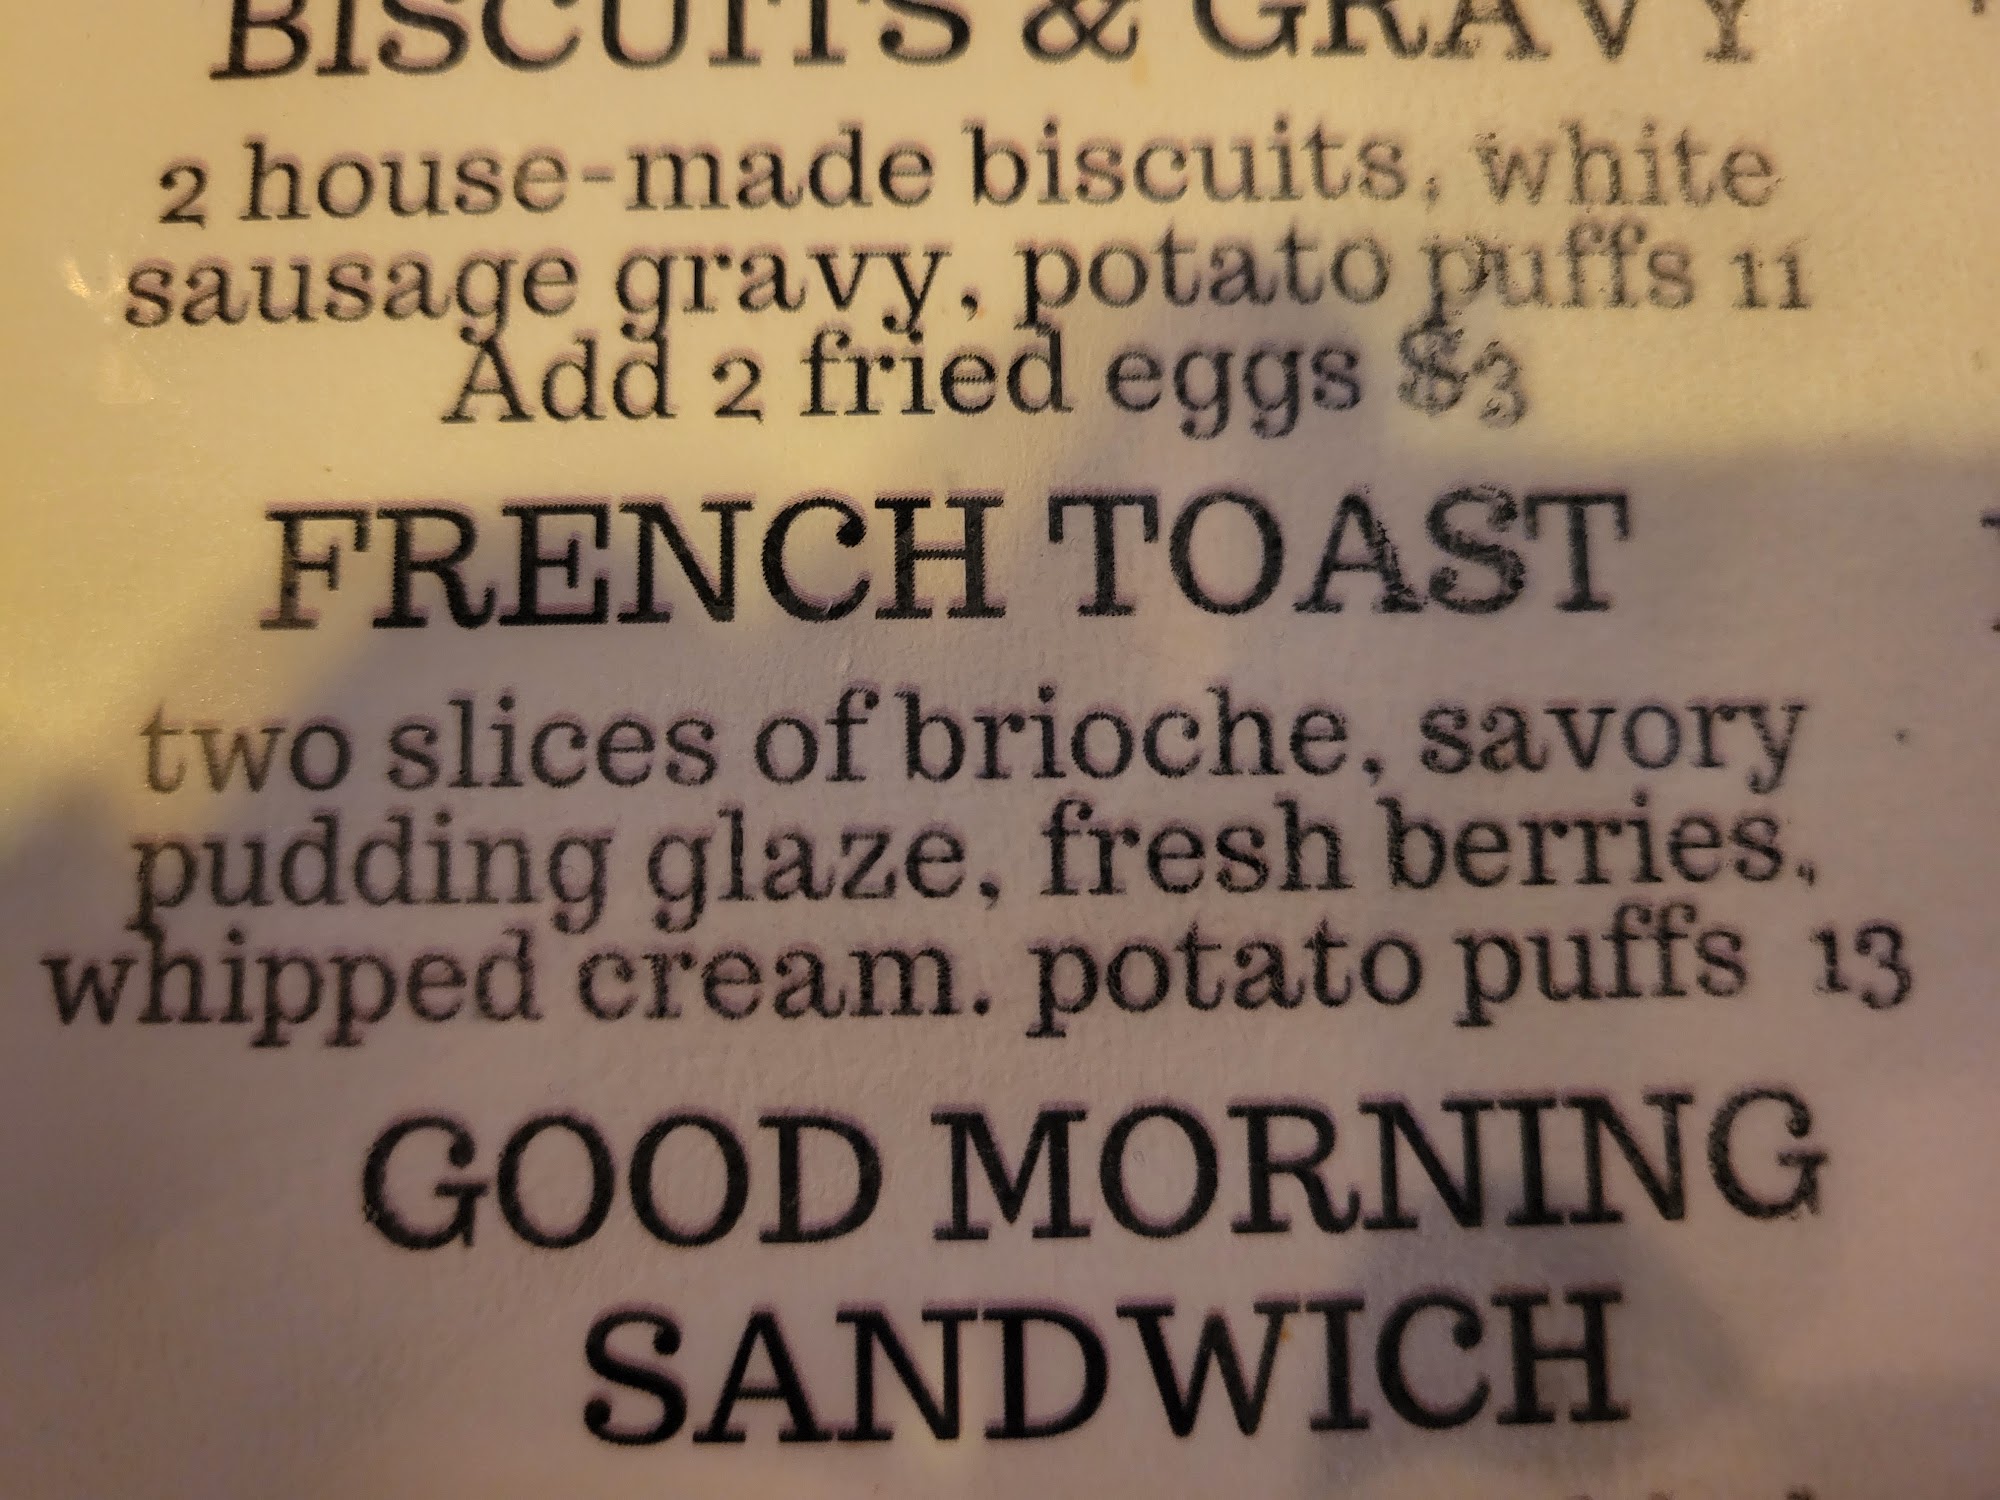 BISCUITS & GRAVY
2 house-made biscuits, white
sausage gravy, potato puffs 11
Add 2 fried eggs $3
FRENCH TOAST
two slices of brioche, savory
pudding glaze, fresh berries,
whipped cream. potato puffs 13
GOOD MORNING
SANDWICH